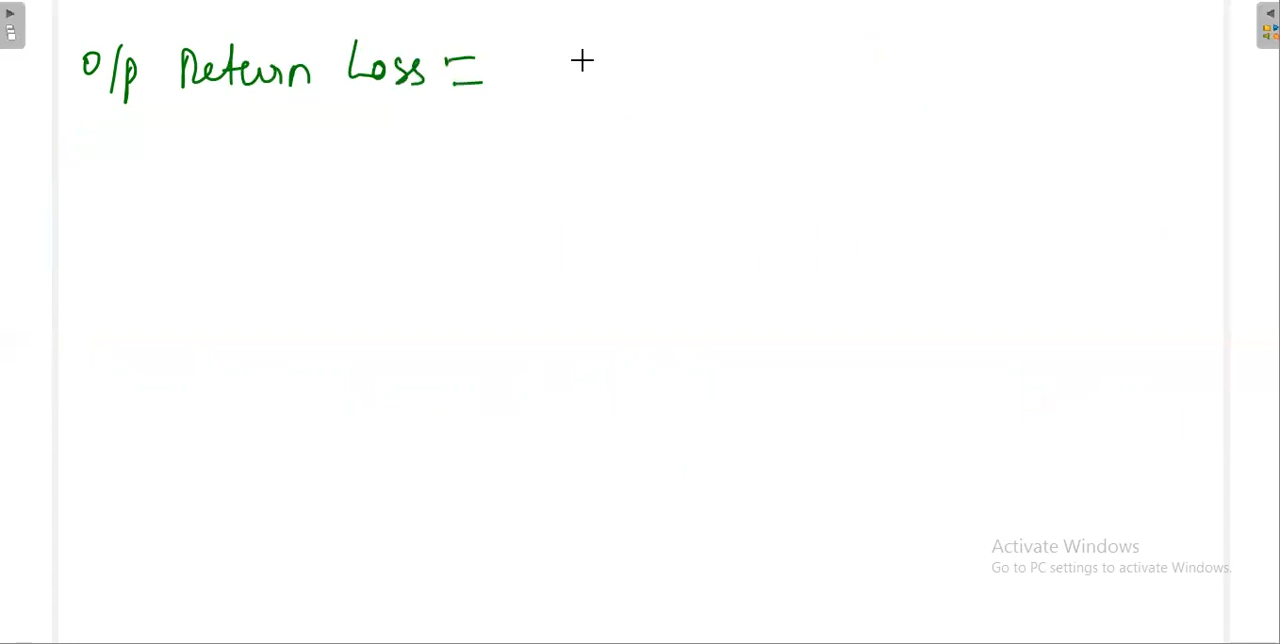 o/p Return Loss =
Activate Windows
Go to PC settings to activate Windows.